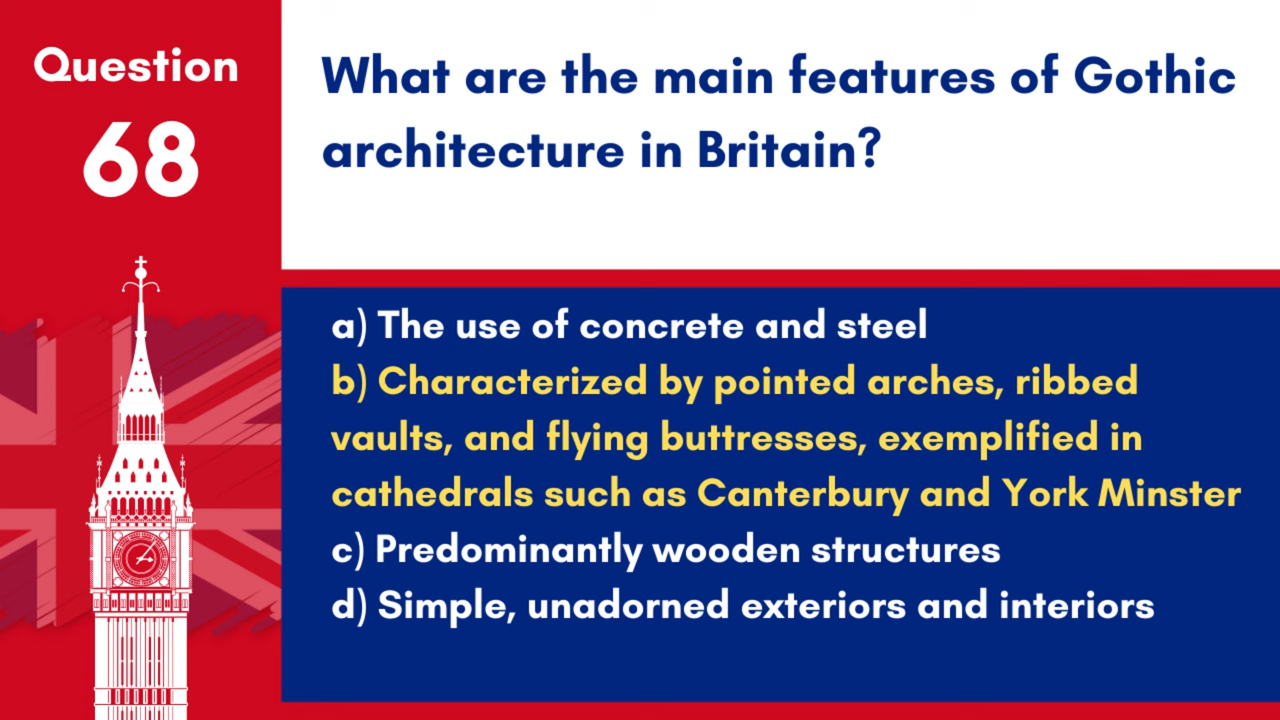 Question
68
What are the main features of Gothic
architecture in Britain?
a) The use of concrete and steel
b) Characterized by pointed arches, ribbed
vaults, and flying buttresses, exemplified in
cathedrals such as Canterbury and York Minster
c) Predominantly wooden structures
d) Simple, unadorned exteriors and interiors